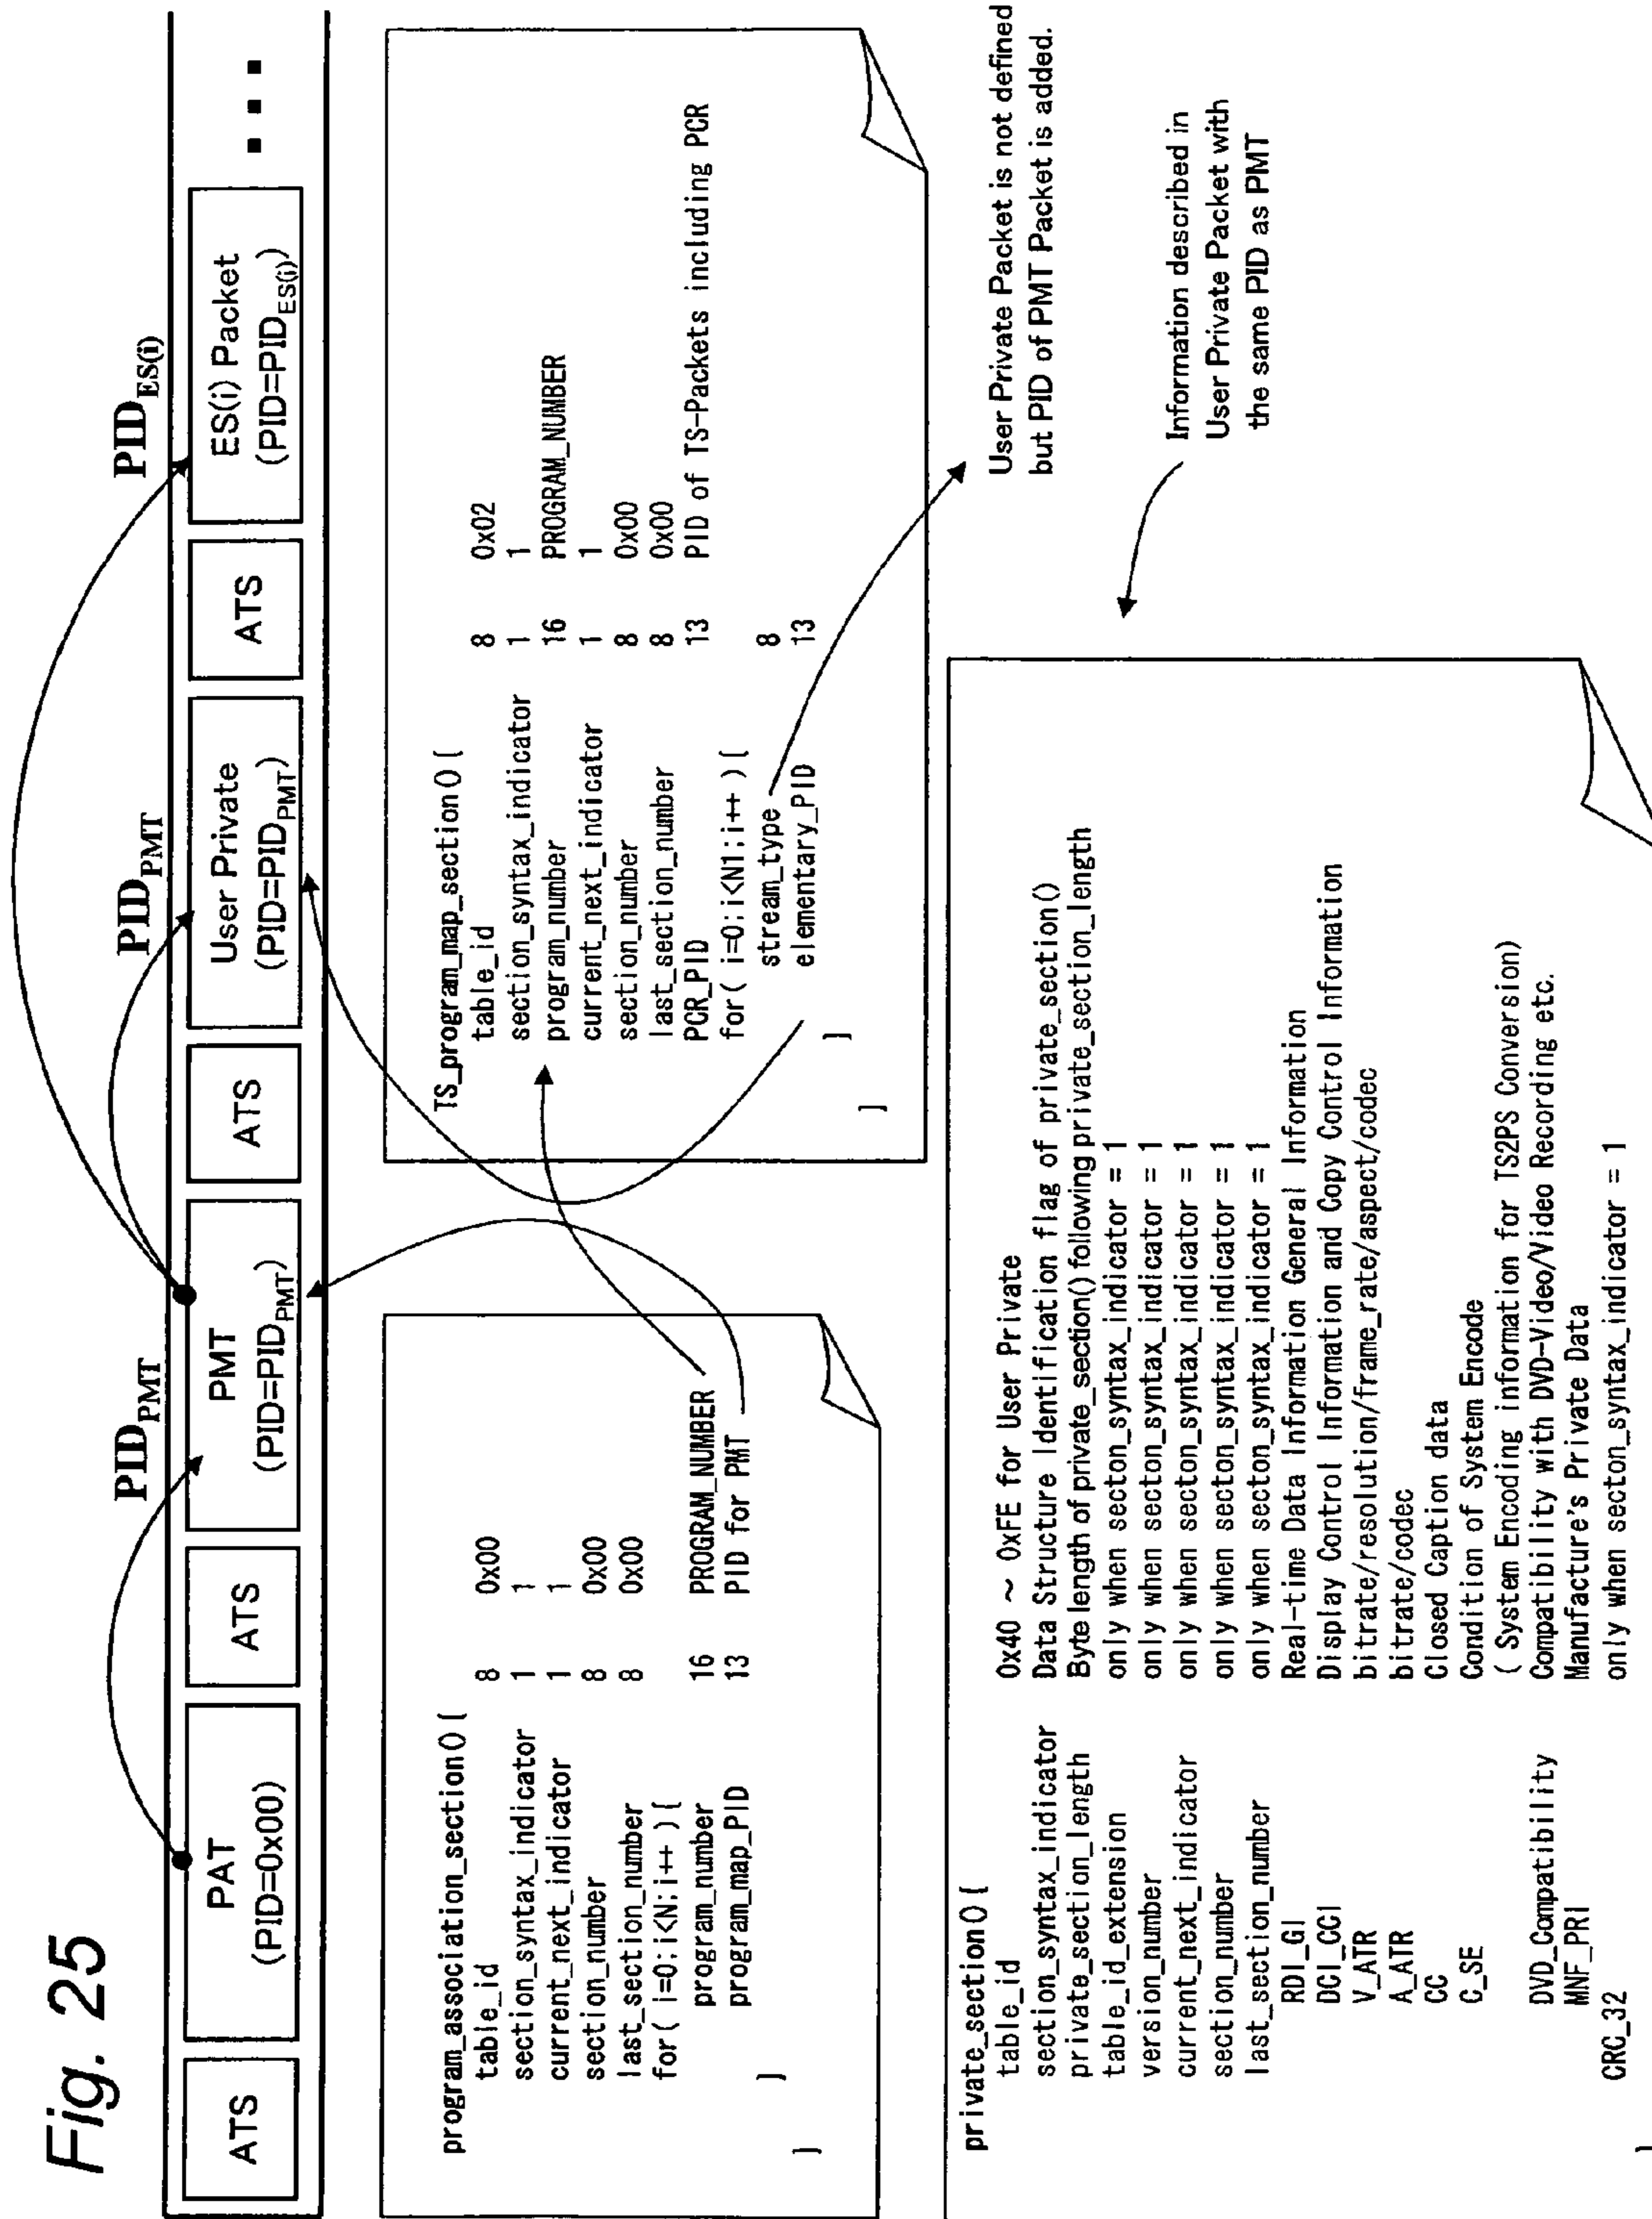 Fig. 25
PID_PMT
PID_PMT
PID_ES(i)
ATS
PAT
(PID=0x00)
ATS
PMT
(PID=PID_PMT)
ATS
User Private
(PID=PID_PMT)
ATS
ES(i) Packet
(PID=PID_ES(i))
...
program_association_section() {
table_id 8 0x00
section_syntax_indicator 1 1
current_next_indicator 1 1
section_number 8 0x00
last_section_number 8 0x00
for( i=0;i<N;i++ ) {
program_number 16 PROGRAM_NUMBER
program_map_PID 13 PID for PMT
}
TS_program_map_section() {
table_id 8 0x02
section_syntax_indicator 1 1
program_number 16 PROGRAM_NUMBER
current_next_indicator 1 1
section_number 8 0x00
last_section_number 8 0x00
PCR_PID 13 PID of TS-Packets including PCR
for( i=0;i<N1;i++ ) {
stream_type 8
elementary_PID 13
}
]
User Private Packet is not defined
but PID of PMT Packet is added.
private_section() {
table_id 0x40 ~ 0xFE for User Private
section_syntax_indicator Data Structure Identification flag of private_section()
private_section_length Byte length of private_section() following private_section_length
table_id_extension only when secton_syntax_indicator = 1
version_number only when secton_syntax_indicator = 1
current_next_indicator only when secton_syntax_indicator = 1
section_number only when secton_syntax_indicator = 1
last_section_number only when secton_syntax_indicator = 1
RDI_GI Real-time Data Information General Information
DCI_CCI Display Control Information and Copy Control Information
V_ATR bitrate/resolution/frame_rate/aspect/codec
A_ATR bitrate/codec
CC Closed Caption data
C_SE Condition of System Encode
( System Encoding information for TS2PS Conversion)
DVD_Compatibility Compatibility with DVD-Video/Video Recording etc.
MNF_PRI Manufacture's Private Data
CRC_32 only when secton_syntax_indicator = 1
]
Information described in
User Private Packet with
the same PID as PMT